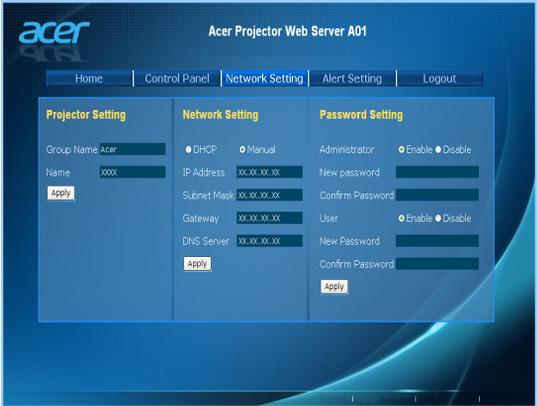 acer
Acer Projector Web Server A01
Home Control Panel Network Setting Alert Setting Logout
Projector Setting
Group Name Acer
Name XXXX
Apply
Network Setting
DHCP Manual
IP Address XX.XX.XX.XX
Subnet Mask XX.XX.XX.XX
Gateway XX.XX.XX.XX
DNS Server XX.XX.XX.XX
Apply
Password Setting
Administrator Enable Disable
New password
Confirm Password
User Enable Disable
New Password
Confirm Password
Apply